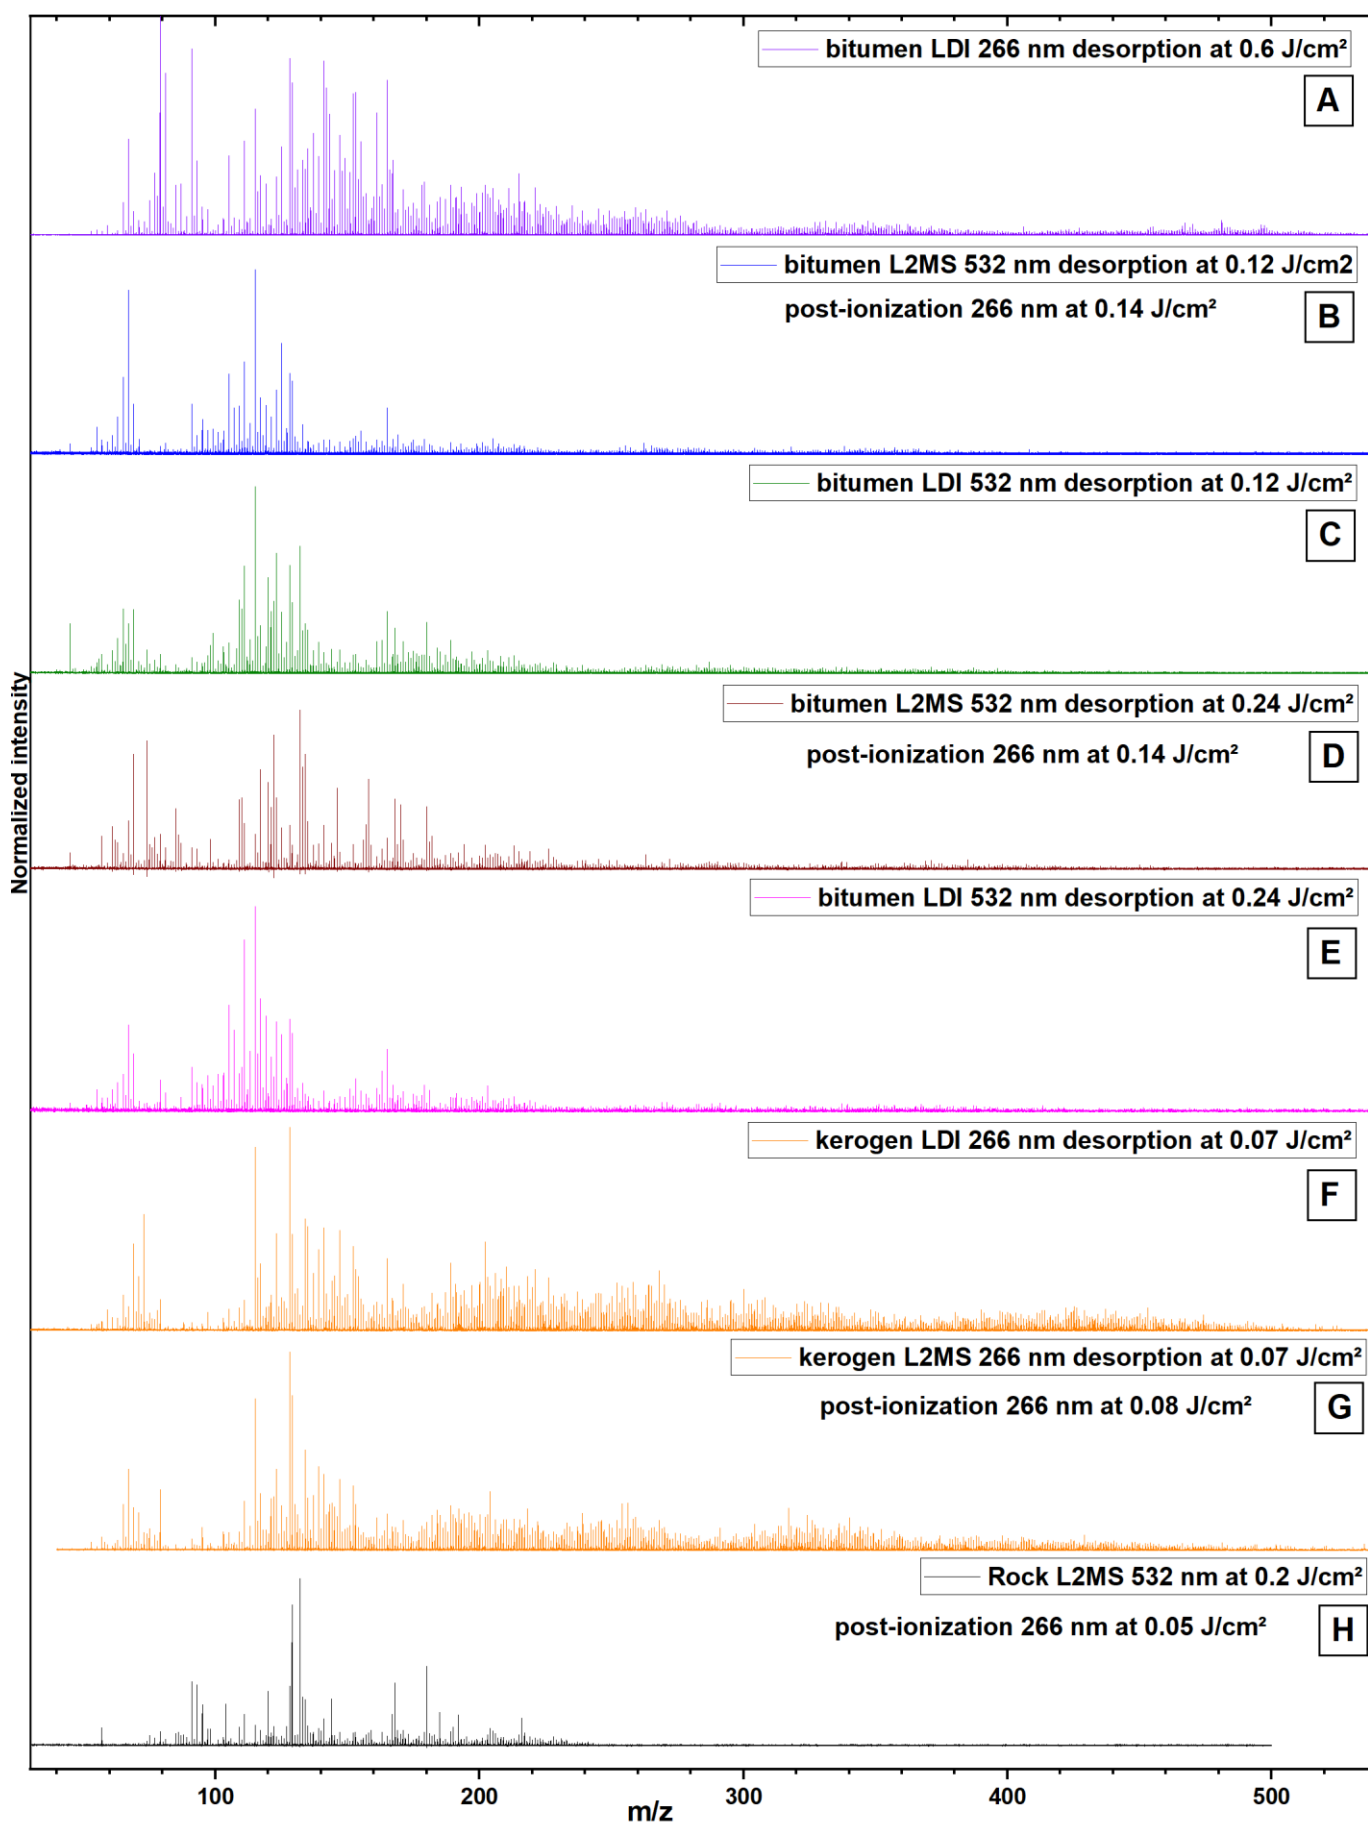 bitumen LDI 266 nm desorption at 0.6 J/cm²
A
bitumen L2MS 532 nm desorption at 0.12 J/cm2
post-ionization 266 nm at 0.14 J/cm²
B
bitumen LDI 532 nm desorption at 0.12 J/cm²
C
bitumen L2MS 532 nm desorption at 0.24 J/cm²
post-ionization 266 nm at 0.14 J/cm²
D
bitumen LDI 532 nm desorption at 0.24 J/cm²
E
kerogen LDI 266 nm desorption at 0.07 J/cm²
F
kerogen L2MS 266 nm desorption at 0.07 J/cm²
post-ionization 266 nm at 0.08 J/cm²
G
Rock L2MS 532 nm at 0.2 J/cm²
post-ionization 266 nm at 0.05 J/cm²
H
Normalized intensity
100 200 300 400 500
m/z